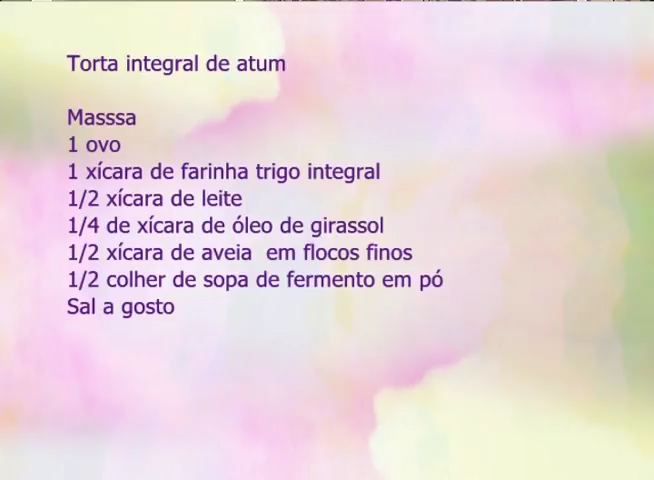 Torta integral de atum
Masssa
1 ovo
1 xícara de farinha trigo integral
1/2 xícara de leite
1/4 de xícara de óleo de girassol
1/2 xícara de aveia  em flocos finos
1/2 colher de sopa de fermento em pó
Sal a gosto